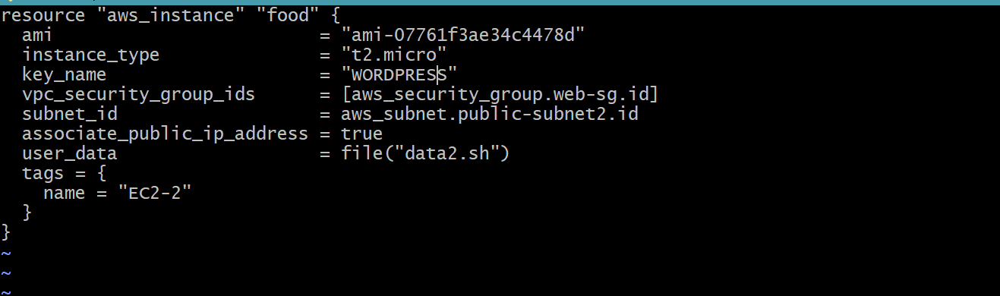 resource "aws_instance" "food" {
  ami                         = "ami-07761f3ae34c4478d"
  instance_type               = "t2.micro"
  key_name                    = "WORDPRESS"
  vpc_security_group_ids      = [aws_security_group.web-sg.id]
  subnet_id                   = aws_subnet.public-subnet2.id
  associate_public_ip_address = true
  user_data                   = file("data2.sh")
  tags = {
    name = "EC2-2"
  }
}
~
~
~